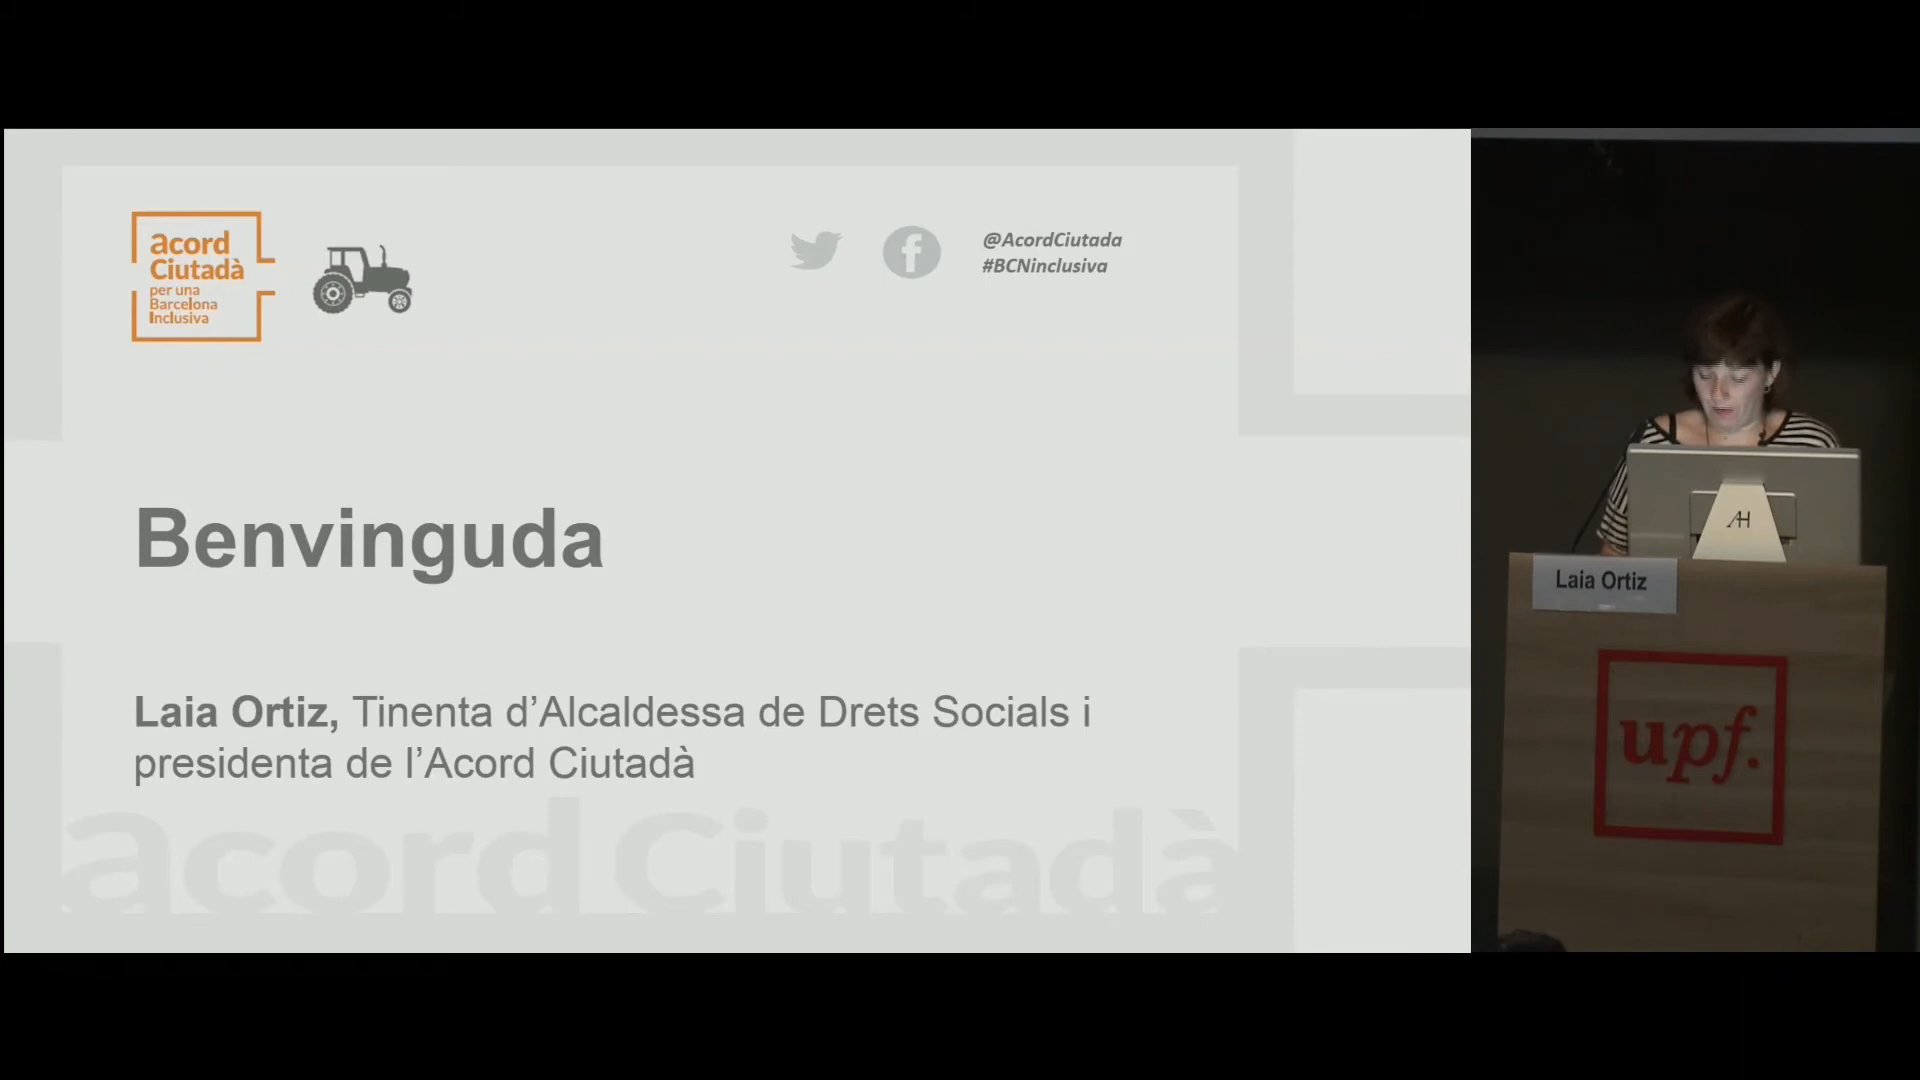 acord
Ciutadà
per una
Barcelona
Inclusiva
@AcordCiutada
#BCNinclusiva
Benvinguda
Laia Ortiz, Tinenta d’Alcaldessa de Drets Socials i
presidenta de l’Acord Ciutadà
acord Ciutadà
Laia Ortiz
upf.